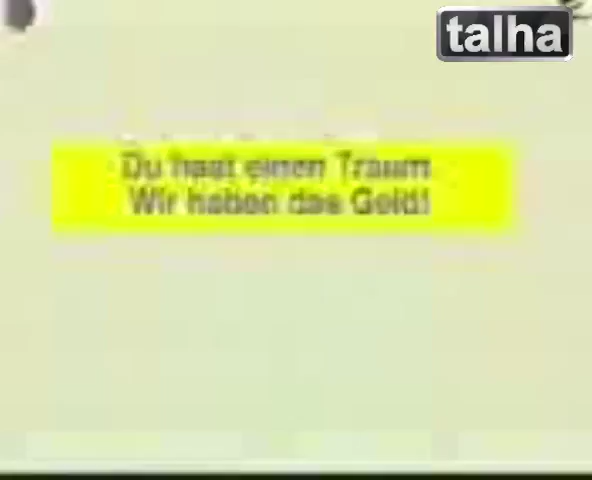 talha
Du hast einen Traum
Wir haben das Geld!